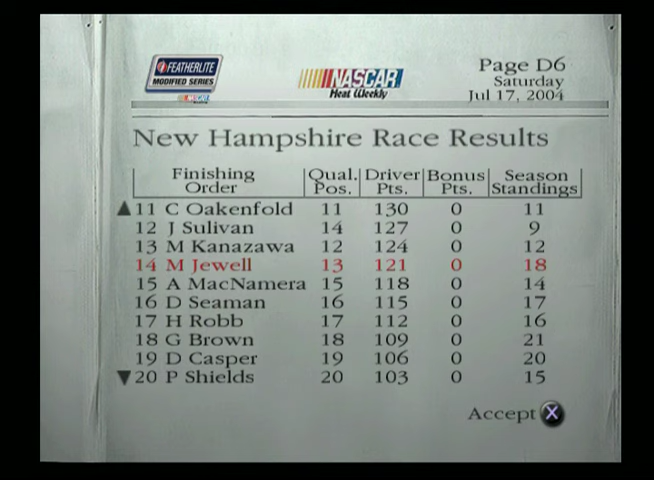 FEATHERLITE
MODIFIED SERIES
NASCAR
Heat Weekly
Page D6
Saturday
Jul 17, 2004
New Hampshire Race Results
Finishing Order Qual. Pos. Driver Pts. Bonus Pts. Season Standings
11 C Oakenfold 11 130 0 11
12 J Sulivan 14 127 0 9
13 M Kanazawa 12 124 0 12
14 M Jewell 13 121 0 18
15 A MacNamera 15 118 0 14
16 D Seaman 16 115 0 17
17 H Robb 17 112 0 16
18 G Brown 18 109 0 21
19 D Casper 19 106 0 20
20 P Shields 20 103 0 15
Accept X